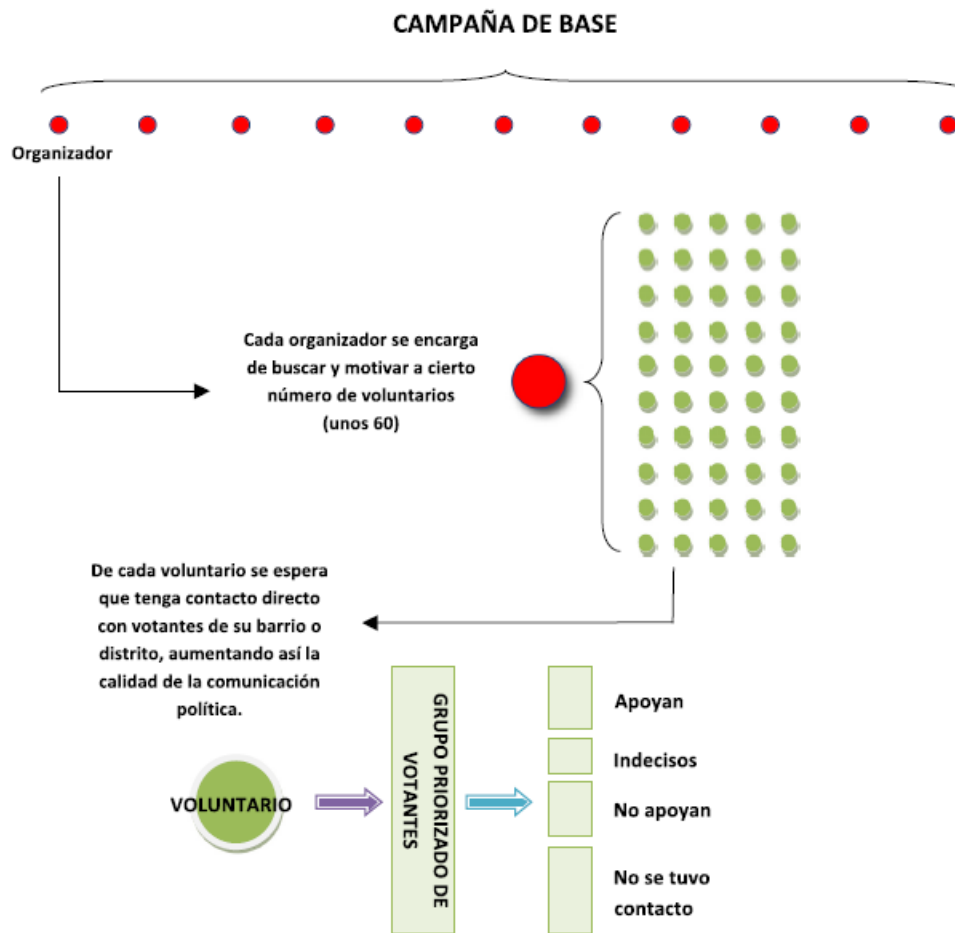 CAMPAÑA DE BASE
Organizador
Cada organizador se encarga
de buscar y motivar a cierto
número de voluntarios
(unos 60)
De cada voluntario se espera
que tenga contacto directo
con votantes de su barrio o
distrito, aumentando así la
calidad de la comunicación
política.
VOLUNTARIO
GRUPO PRIORIZADO DE
VOTANTES
Apoyan
Indecisos
No apoyan
No se tuvo
contacto